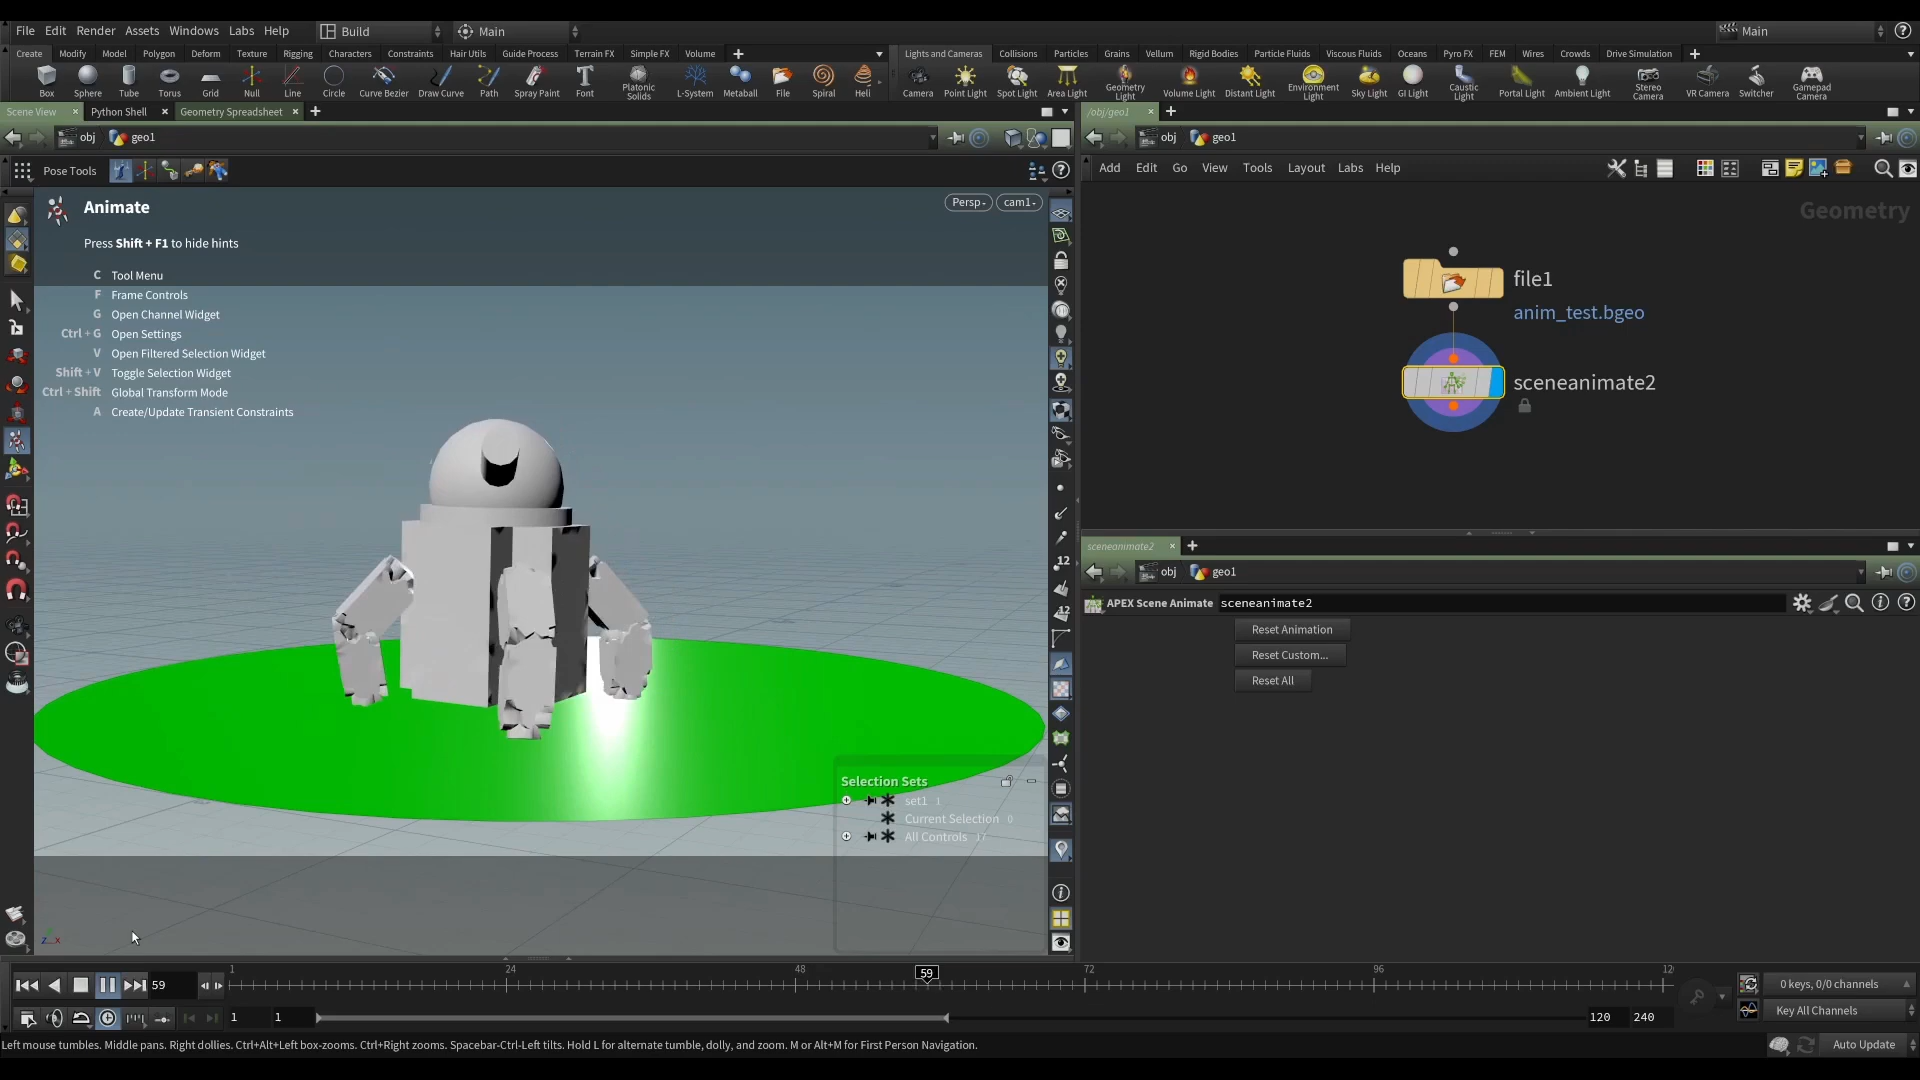 File Edit Render Assets Windows Labs Help Build Main Main
Create Modify Model Polygon Deform Texture Rigging Characters Constraints Hair Utils Guide Process Terrain FX Simple FX Volume
Lights and Cameras Collisions Particles Grains Vellum Rigid Bodies Particle Fluids Viscous Fluids Oceans Pyro FX FEM Wires Crowds Drive Simulation
Box Sphere Tube Torus Grid Null Line Circle Curve Bezier Draw Curve Path Spray Paint Font Platonic Solids L-System Metaball File Spiral Heli
Camera Point Light Spot Light Area Light Geometry Light Volume Light Distant Light Environment Light Sky Light GI Light Caustic Light Portal Light Ambient Light Stereo Camera VR Camera Switcher Gamepad Camera
Scene View Python Shell Geometry Spreadsheet
/obj/geo1
obj geo1
obj geo1
Pose Tools
Add Edit Go View Tools Layout Labs Help
Animate
Persp cam1
Press Shift + F1 to hide hints
C Tool Menu
F Frame Controls
G Open Channel Widget
Ctrl + G Open Settings
V Open Filtered Selection Widget
Shift + V Toggle Selection Widget
Ctrl + Shift Global Transform Mode
A Create/Update Transient Constraints
Geometry
file1
anim_test.bgeo
sceneanimate2
12
12
sceneanimate2
obj geo1
APEX Scene Animate sceneanimate2
Reset Animation
Reset Custom...
Reset All
Selection Sets
set1 1
Current Selection 0
All Controls 17
z x
59
1 24 48 59 72 96 12
0 keys, 0/0 channels
1 1 120 240
Key All Channels
Left mouse tumbles. Middle pans. Right dollies. Ctrl+Alt+Left box-zooms. Ctrl+Right zooms. Spacebar-Ctrl-Left tilts. Hold L for alternate tumble, dolly, and zoom. M or Alt+M for First Person Navigation.
Auto Update